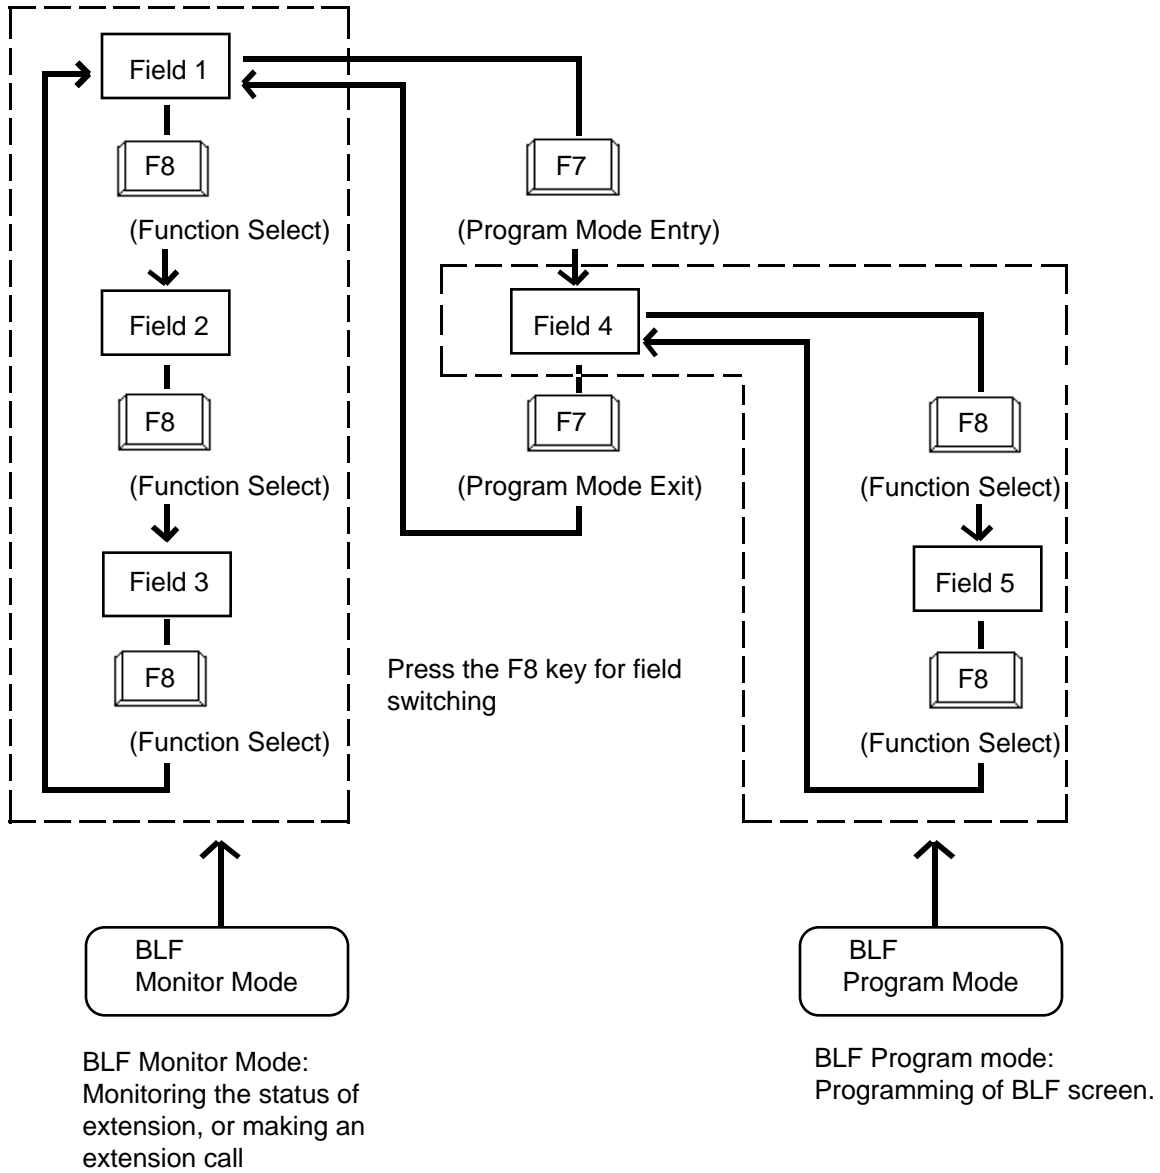 Field 1
F8
(Function Select)
Field 2
F8
(Function Select)
Field 3
F8
(Function Select)
F7
(Program Mode Entry)
Field 4
F7
(Program Mode Exit)
F8
(Function Select)
Field 5
F8
(Function Select)
Press the F8 key for field
switching
BLF
Monitor Mode
BLF Monitor Mode:
Monitoring the status of
extension, or making an
extension call
BLF
Program Mode
BLF Program mode:
Programming of BLF screen.